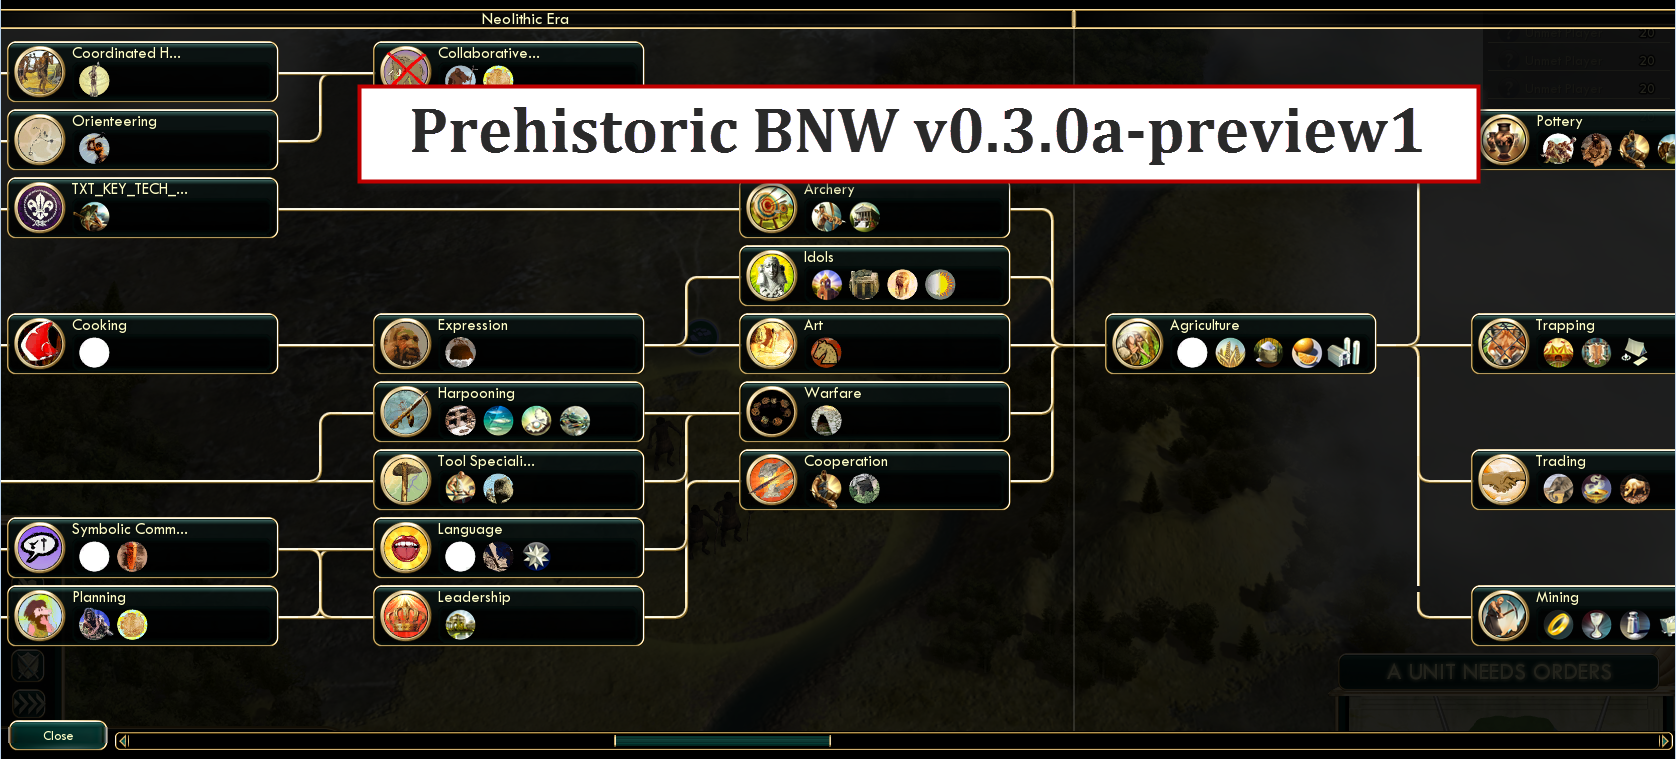 Neolithic Era
Coordinated H...
Collaborative...
Prehistoric BNW v0.3.0a-preview1
Orienteering
Pottery
TXT_KEY_TECH_...
Archery
Idols
Cooking
Expression
Art
Agriculture
Trapping
Harpooning
Warfare
Tool Speciali...
Cooperation
Trading
Symbolic Comm...
Language
Planning
Leadership
Mining
A UNIT NEEDS ORDERS
Close